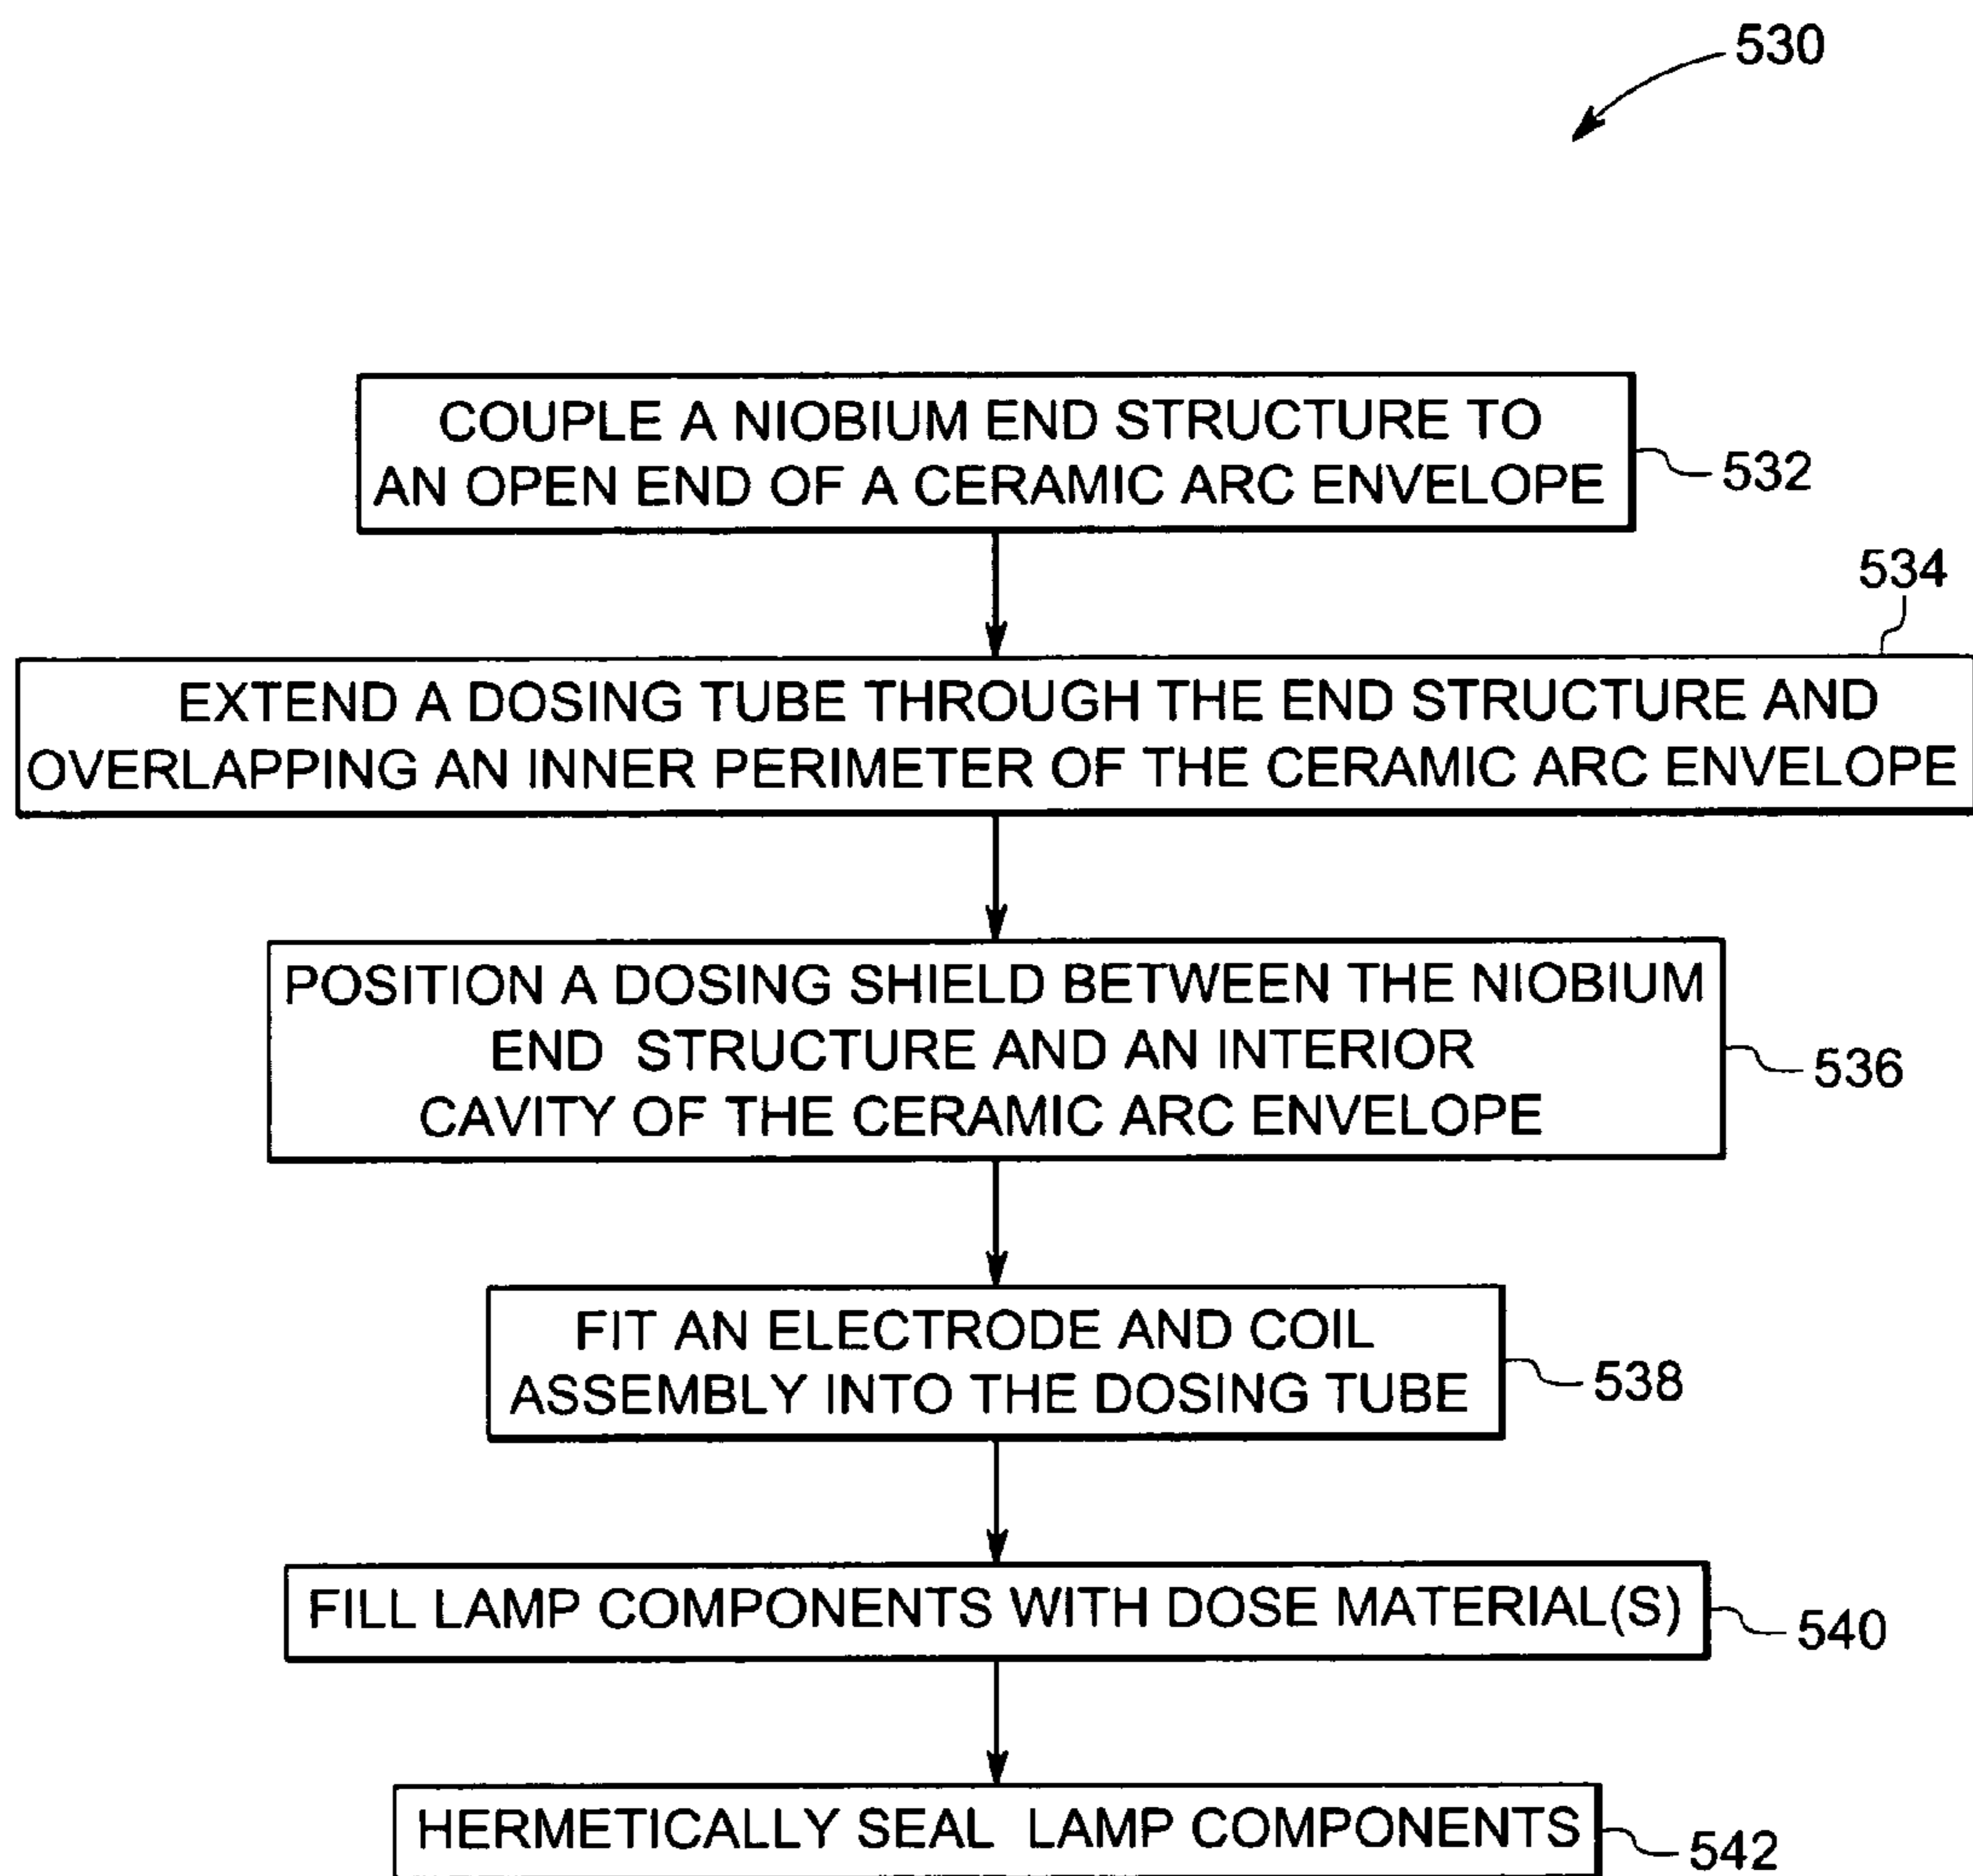 530
COUPLE A NIOBIUM END STRUCTURE TO
AN OPEN END OF A CERAMIC ARC ENVELOPE
532
534
EXTEND A DOSING TUBE THROUGH THE END STRUCTURE AND
OVERLAPPING AN INNER PERIMETER OF THE CERAMIC ARC ENVELOPE
POSITION A DOSING SHIELD BETWEEN THE NIOBIUM
END STRUCTURE AND AN INTERIOR
CAVITY OF THE CERAMIC ARC ENVELOPE
536
FIT AN ELECTRODE AND COIL
ASSEMBLY INTO THE DOSING TUBE
538
FILL LAMP COMPONENTS WITH DOSE MATERIAL(S)
540
HERMETICALLY SEAL LAMP COMPONENTS
542